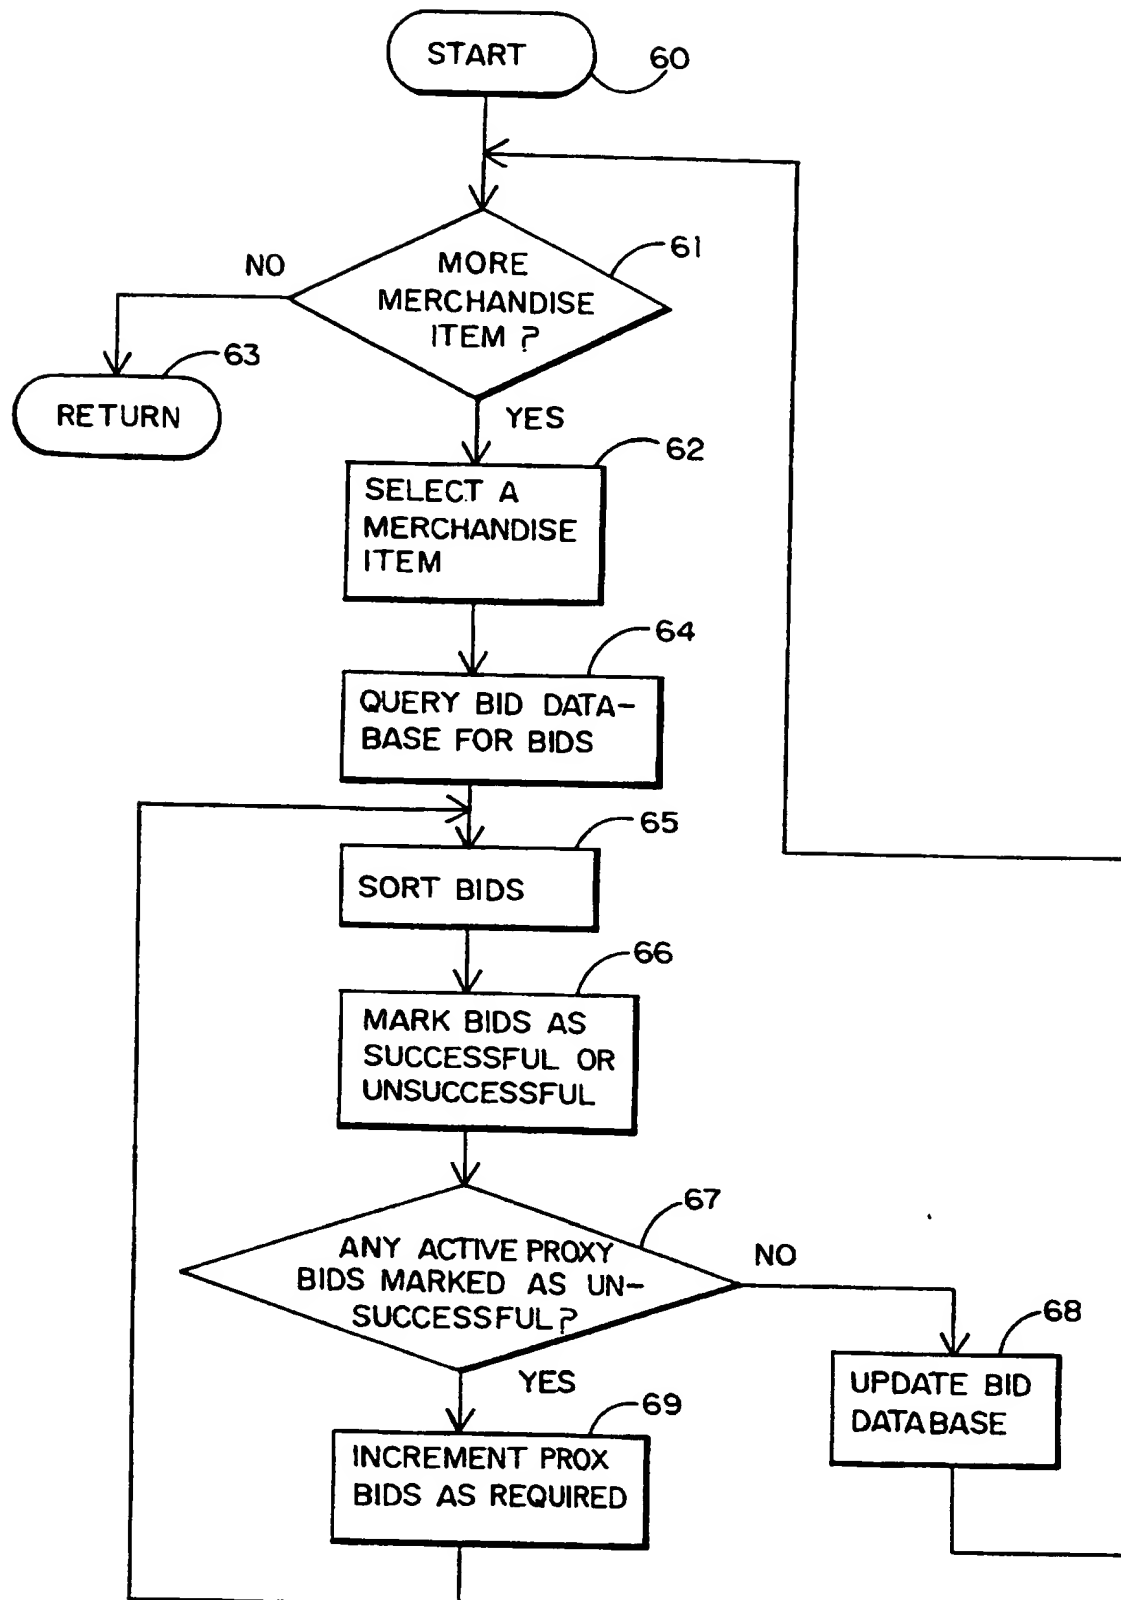 START
60
61
NO
MORE
MERCHANDISE
ITEM ?
63
RETURN
YES
62
SELECT A
MERCHANDISE
ITEM
64
QUERY BID DATA-
BASE FOR BIDS
65
SORT BIDS
66
MARK BIDS AS
SUCCESSFUL OR
UNSUCCESSFUL
67
ANY ACTIVE PROXY
BIDS MARKED AS UN-
SUCCESSFUL?
NO
68
UPDATE BID
DATABASE
YES
69
INCREMENT PROX
BIDS AS REQUIRED